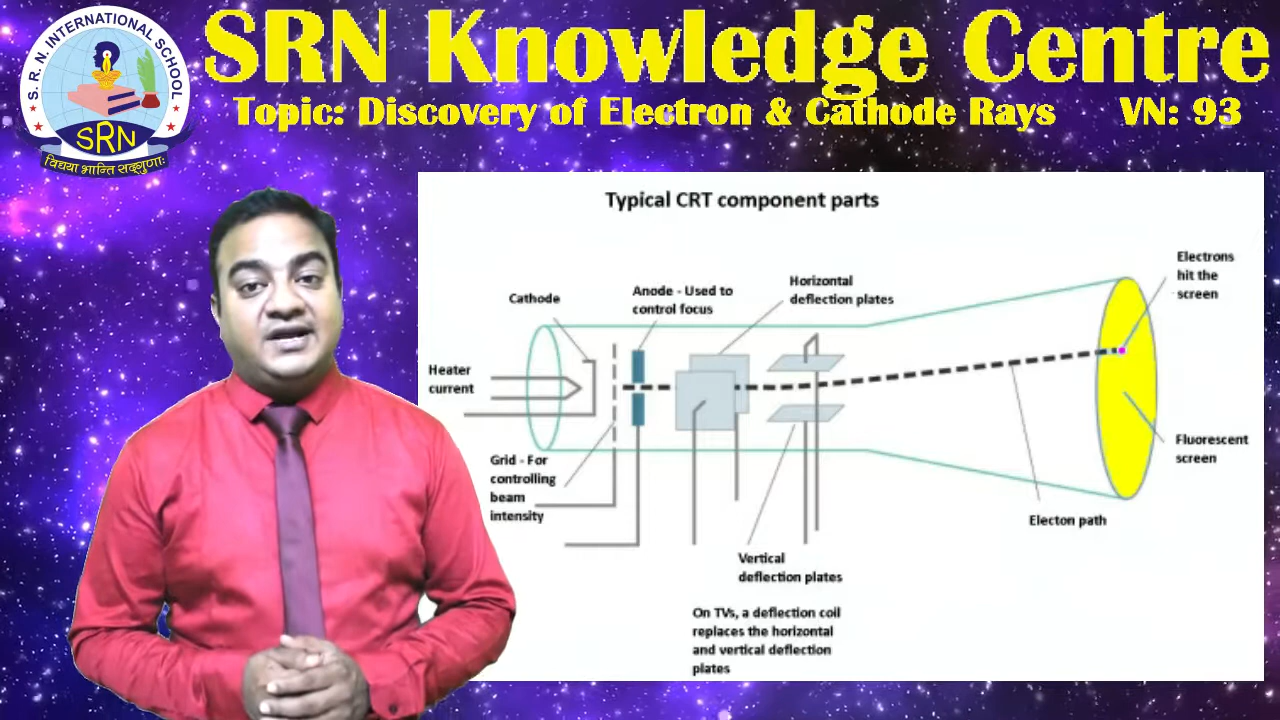 S. R. N. INTERNATIONAL SCHOOL
SRN
विद्यया भान्ति सद्गुणाः
SRN Knowledge Centre
Topic: Discovery of Electron & Cathode Rays VN: 93
Typical CRT component parts
Cathode
Anode - Used to
control focus
Horizontal
deflection plates
Electrons
hit the
screen
Heater
current
Grid - For
controlling
beam
intensity
Fluorescent
screen
Electon path
Vertical
deflection plates
On TVs, a deflection coil
replaces the horizontal
and vertical deflection
plates